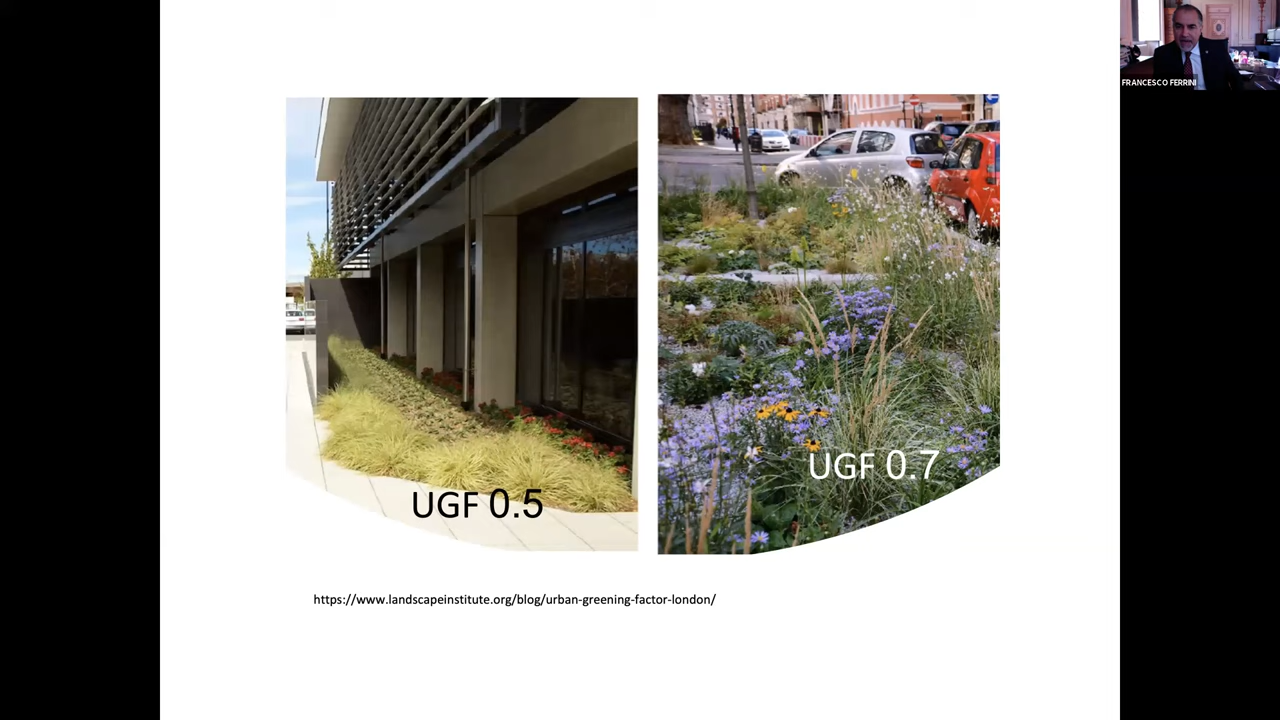 FRANCESCO FERRINI
UGF 0.5
UGF 0.7
https://www.landscapeinstitute.org/blog/urban-greening-factor-london/